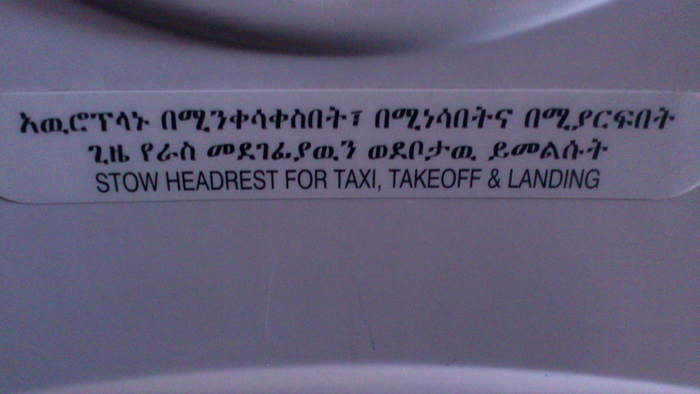 አዉሮፕላኑ በሚንቀሳቀስበት፣ በሚነሳበትና በሚያርፍበት
ጊዜ የራስ መደገፊያዉን ወደቦታዉ ይመልሱት
STOW HEADREST FOR TAXI, TAKEOFF & LANDING